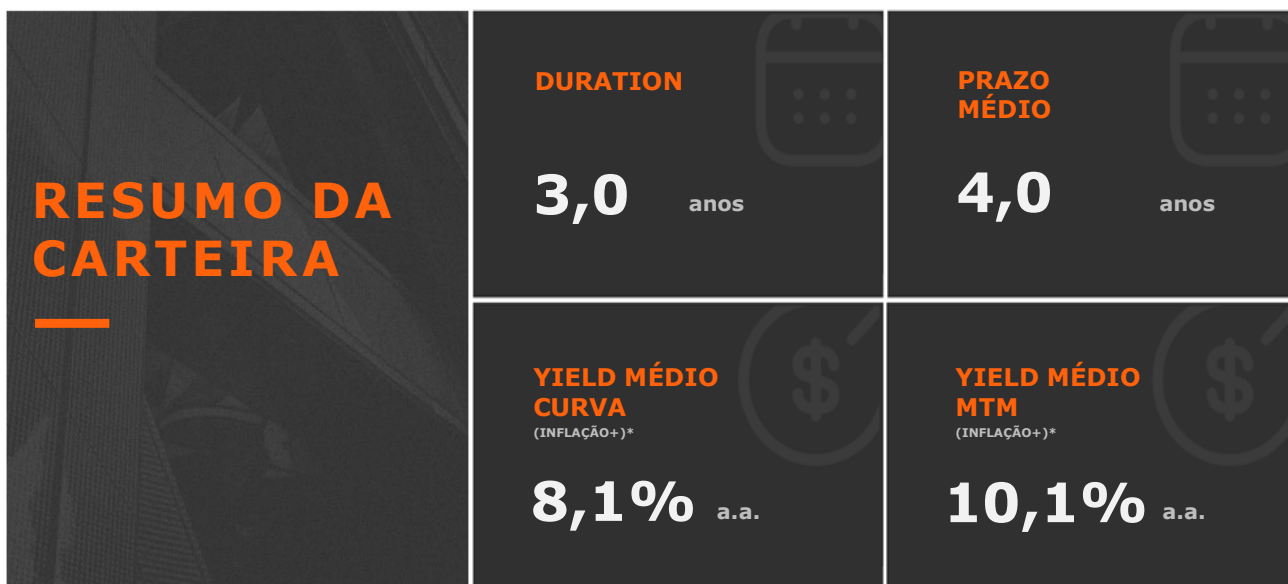 RESUMO DA
CARTEIRA
DURATION
3,0 anos
PRAZO
MÉDIO
4,0 anos
YIELD MÉDIO
CURVA
(INFLAÇÃO+)*
8,1% a.a.
YIELD MÉDIO
MTM
(INFLAÇÃO+)*
10,1% a.a.